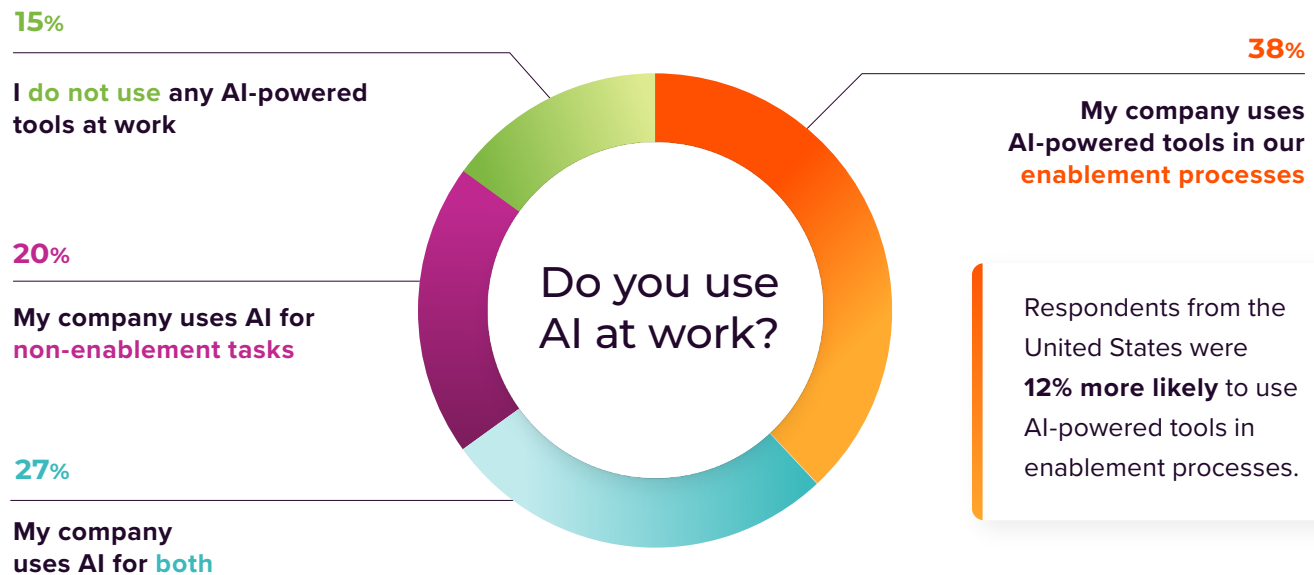 15%
I do not use any AI-powered
tools at work
20%
My company uses AI for
non-enablement tasks
27%
My company
uses AI for both
Do you use
AI at work?
38%
My company uses
AI-powered tools in our
enablement processes
Respondents from the
United States were
12% more likely to use
AI-powered tools in
enablement processes.